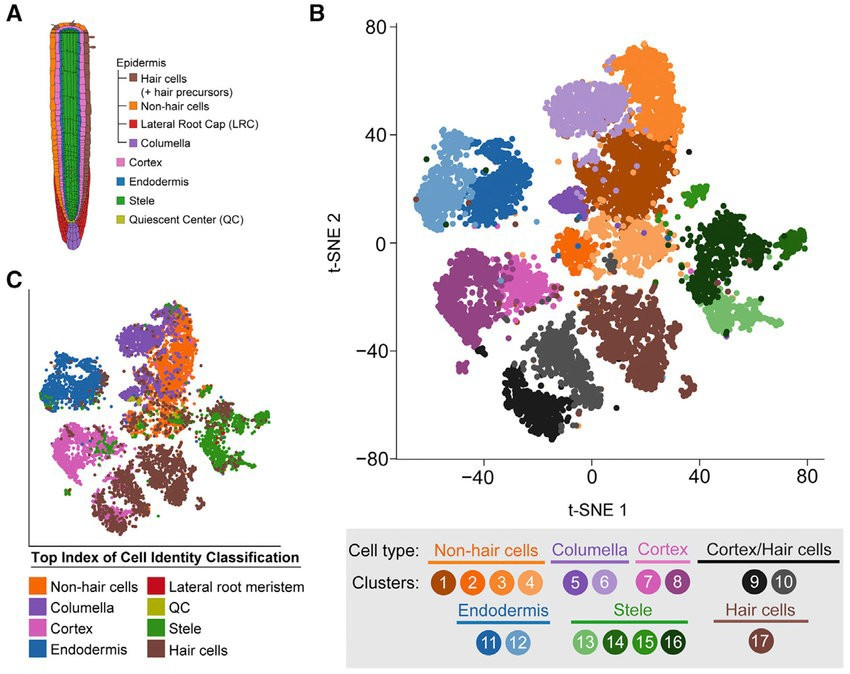 A
Epidermis
Hair cells
(+ hair precursors)
Non-hair cells
Lateral Root Cap (LRC)
Columella
Cortex
Endodermis
Stele
Quiescent Center (QC)
B
80
40
0
−40
−80
t-SNE 2
−40
0
40
80
t-SNE 1
Cell type: Non-hair cells Columella Cortex Cortex/Hair cells
Clusters: 1 2 3 4 5 6 7 8 9 10
Endodermis Stele Hair cells
11 12 13 14 15 16 17
C
Top Index of Cell Identity Classification
Non-hair cells Lateral root meristem
Columella QC
Cortex Stele
Endodermis Hair cells